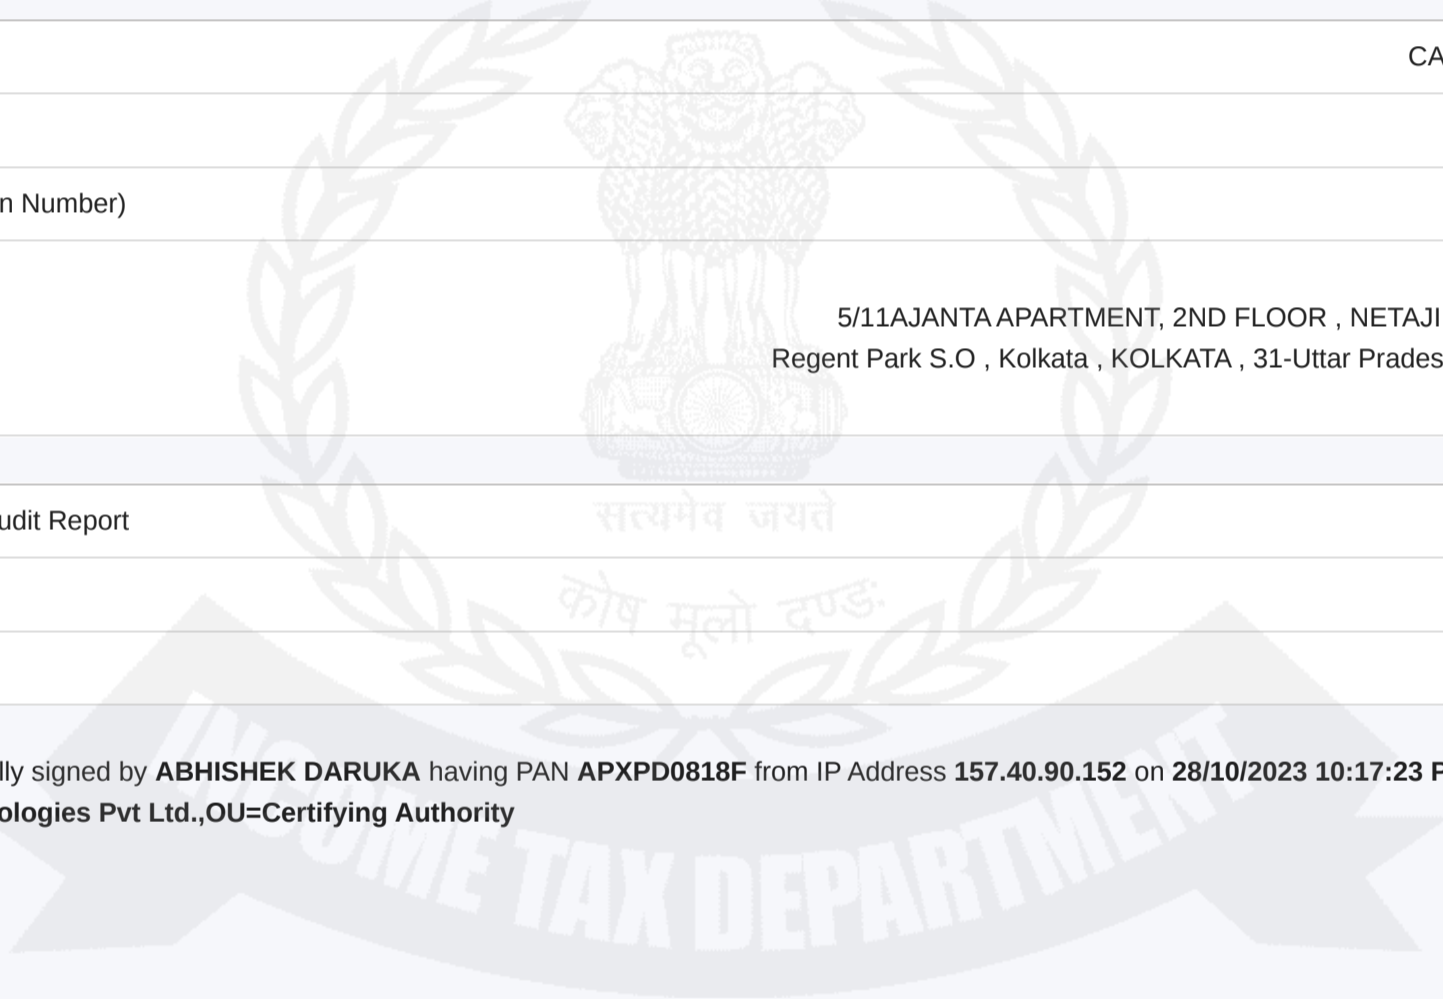 CA
n Number)
5/11AJANTA APARTMENT, 2ND FLOOR , NETAJI
Regent Park S.O , Kolkata , KOLKATA , 31-Uttar Prades
udit Report
सत्यमेव जयते
कोष मूलो दण्डः
lly signed by ABHISHEK DARUKA having PAN APXPD0818F from IP Address 157.40.90.152 on 28/10/2023 10:17:23 P
ologies Pvt Ltd.,OU=Certifying Authority
INCOME TAX DEPARTMENT